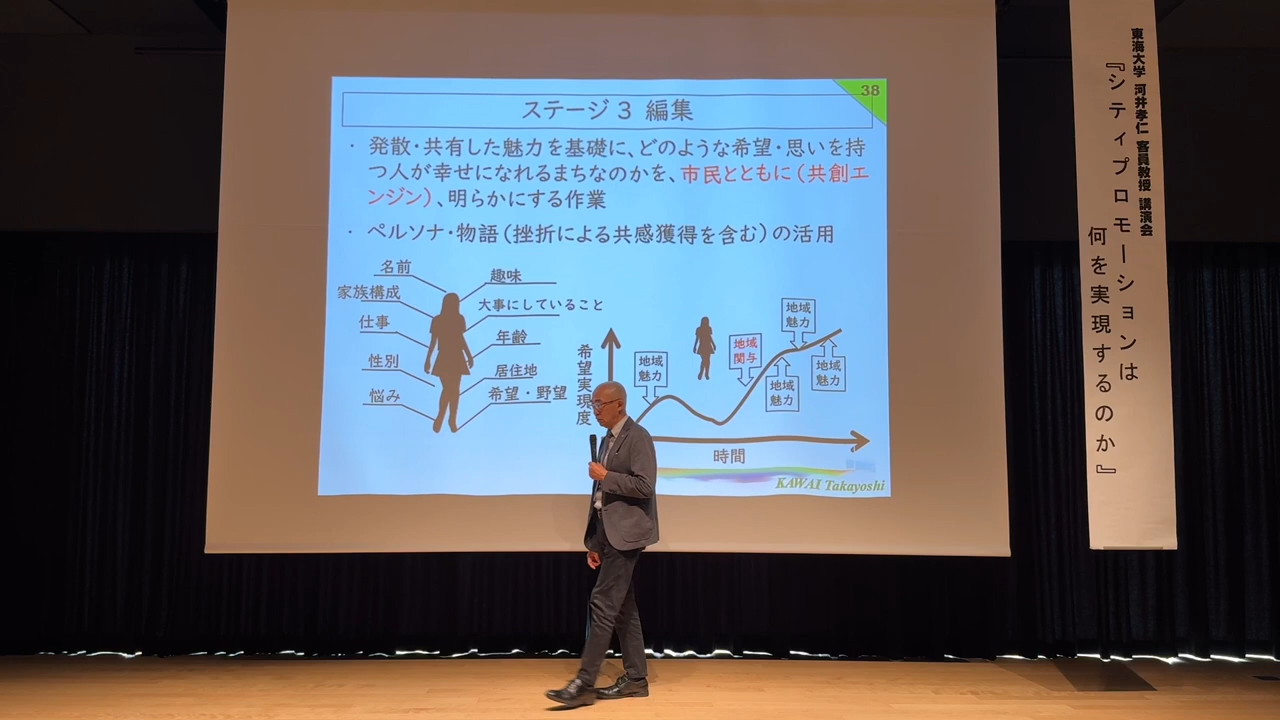 38
ステージ３ 編集
・ 発散・共有した魅力を基礎に、どのような希望・思いを持
つ人が幸せになれるまちなのかを、市民とともに（共創エ
ンジン）、明らかにする作業
・ ペルソナ・物語（挫折による共感獲得を含む）の活用
名前
家族構成
仕事
性別
悩み
趣味
大事にしていること
年齢
居住地
希望・野望
希望実現度
地域
魅力
地域
関与
地域
魅力
地域
魅力
地域
魅力
時間
KAWAI Takayoshi
東海大学 河井孝仁 客員教授 講演会
『シティプロモーションは
何を実現するのか』